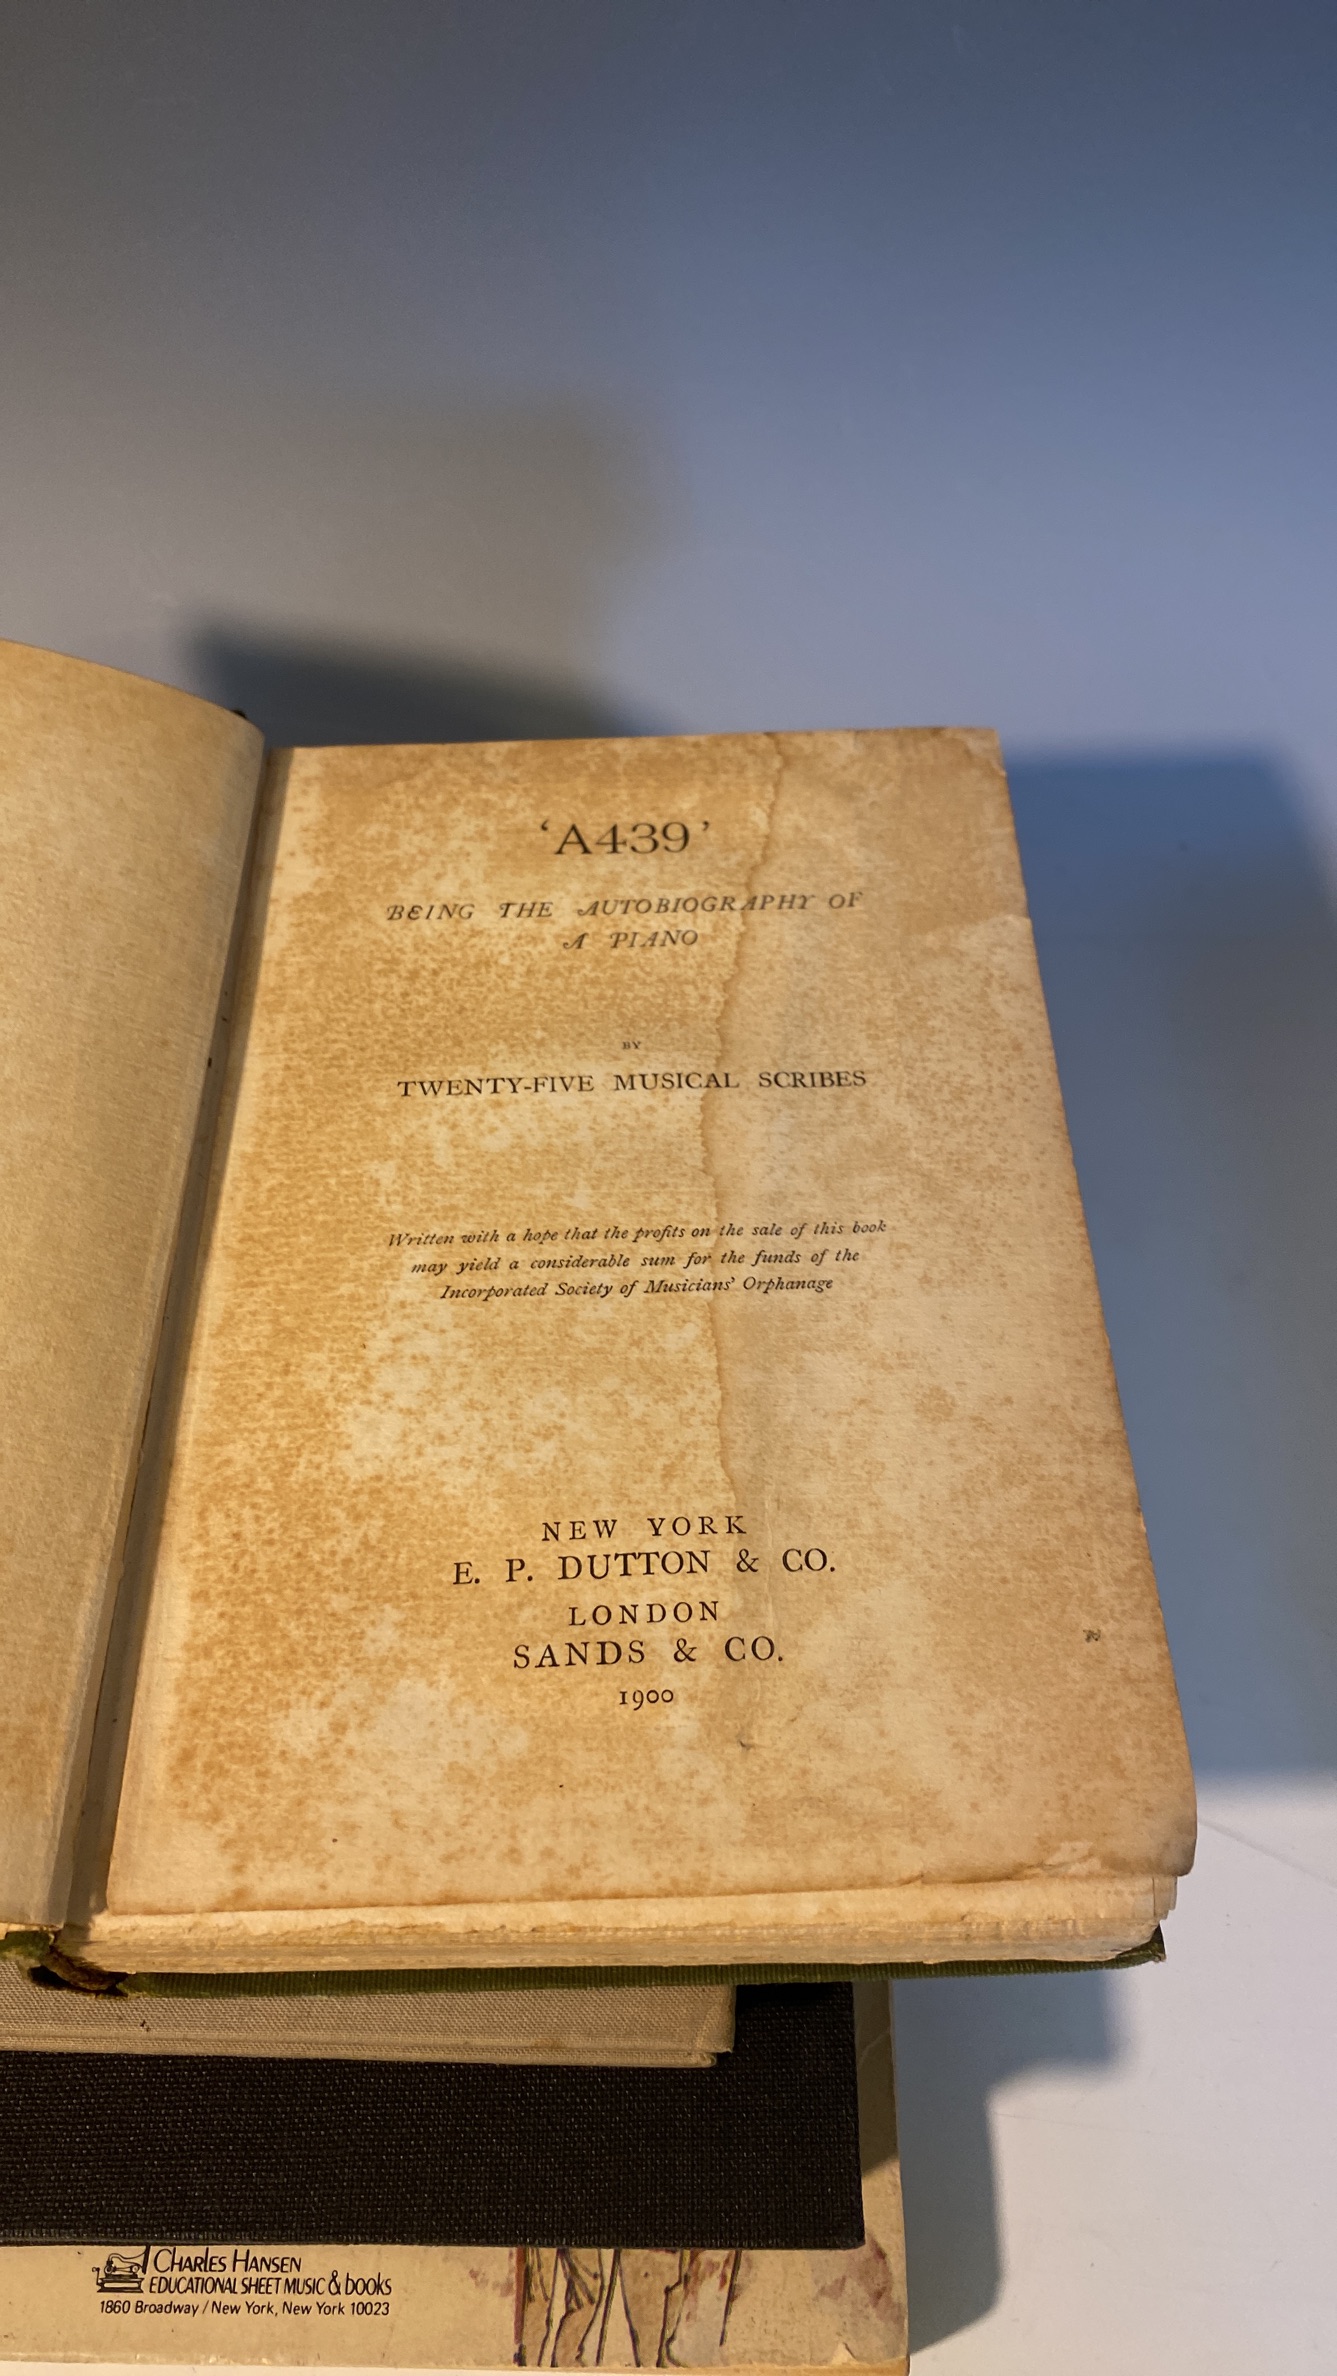 ‘A439’
BEING THE AUTOBIOGRAPHY OF
A PIANO
BY
TWENTY-FIVE MUSICAL SCRIBES
Written with a hope that the profits on the sale of this book
may yield a considerable sum for the funds of the
Incorporated Society of Musicians’ Orphanage
NEW YORK
E. P. DUTTON & CO.
LONDON
SANDS & CO.
1900
CHARLES HANSEN
EDUCATIONAL SHEET MUSIC & books
1860 Broadway / New York, New York 10023